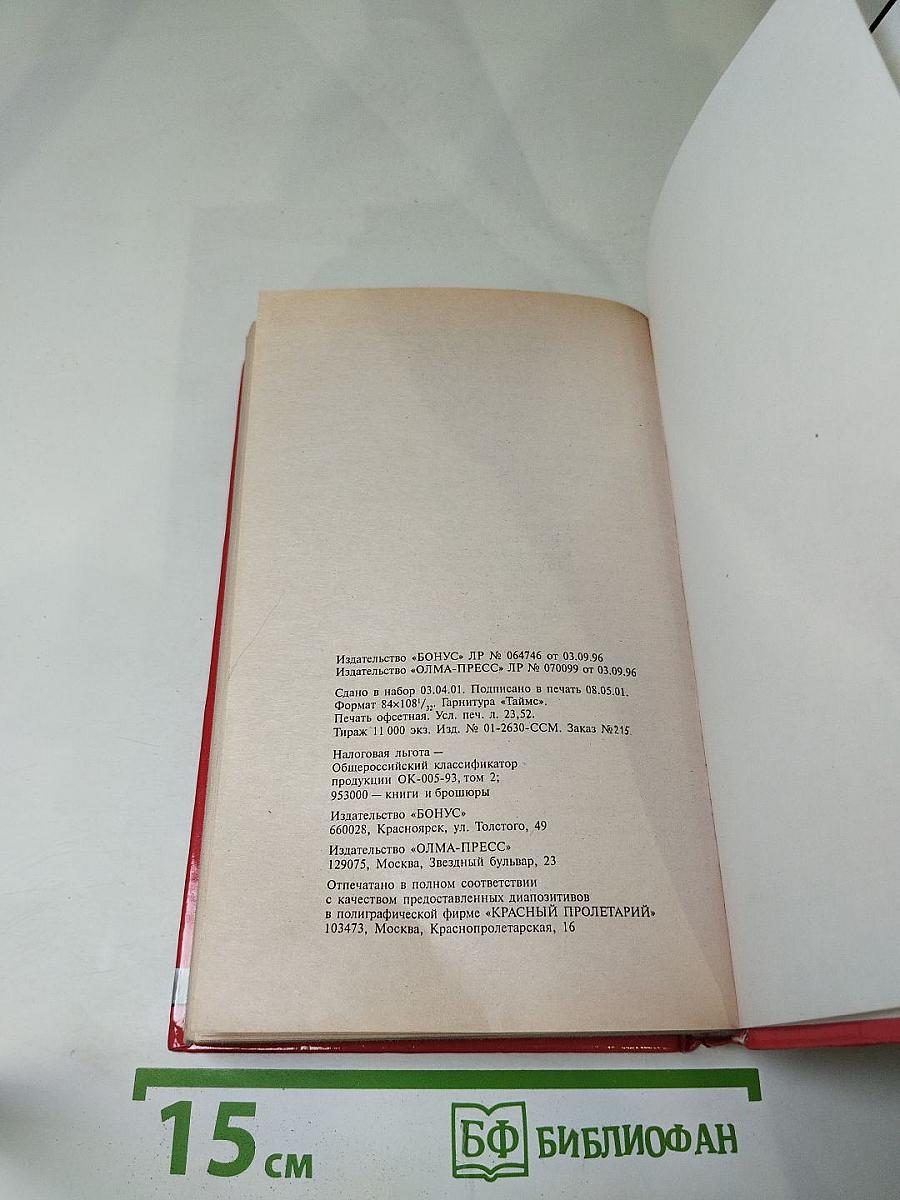 Издательство «БОНУС» ЛР № 064746 от 03.09.96
Издательство «ОЛМА-ПРЕСС» ЛР № 070099 от 03.09.96
Сдано в набор 03.04.01. Подписано в печать 08.05.01.
Формат 84×108¹/₃₂. Гарнитура «Таймс».
Печать офсетная. Усл. печ. л. 23,52.
Тираж 11 000 экз. Изд. № 01-2630-ССМ. Заказ №215.
Налоговая льгота —
Общероссийский классификатор
продукции ОК-005-93, том 2;
953000 — книги и брошюры
Издательство «БОНУС»
660028, Красноярск, ул. Толстого, 49
Издательство «ОЛМА-ПРЕСС»
129075, Москва, Звездный бульвар, 23
Отпечатано в полном соответствии
с качеством предоставленных диапозитивов
в полиграфической фирме «КРАСНЫЙ ПРОЛЕТАРИЙ»
103473, Москва, Краснопролетарская, 16
15 см
БФ БИБЛИОФАН